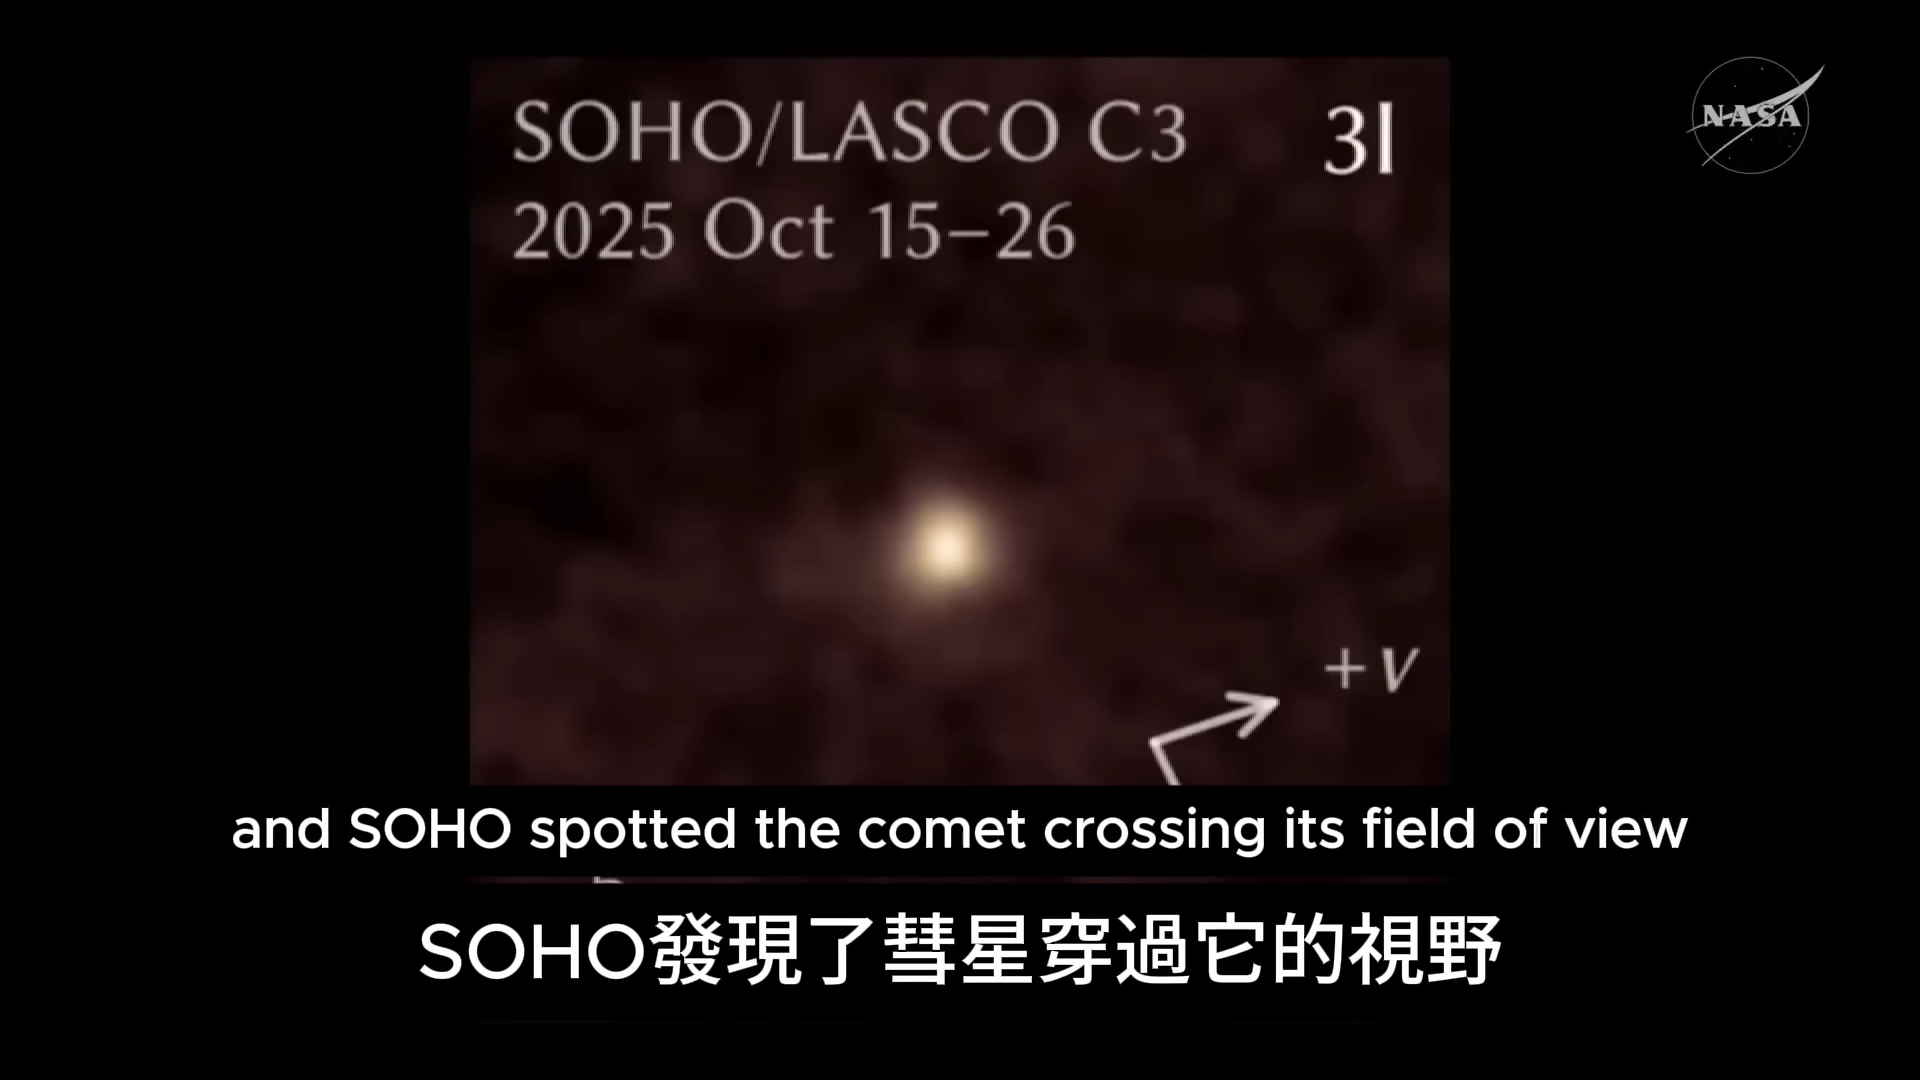 SOHO/LASCO C3
3I
2025 Oct 15–26
NASA
+v
and SOHO spotted the comet crossing its field of view
SOHO發現了彗星穿過它的視野